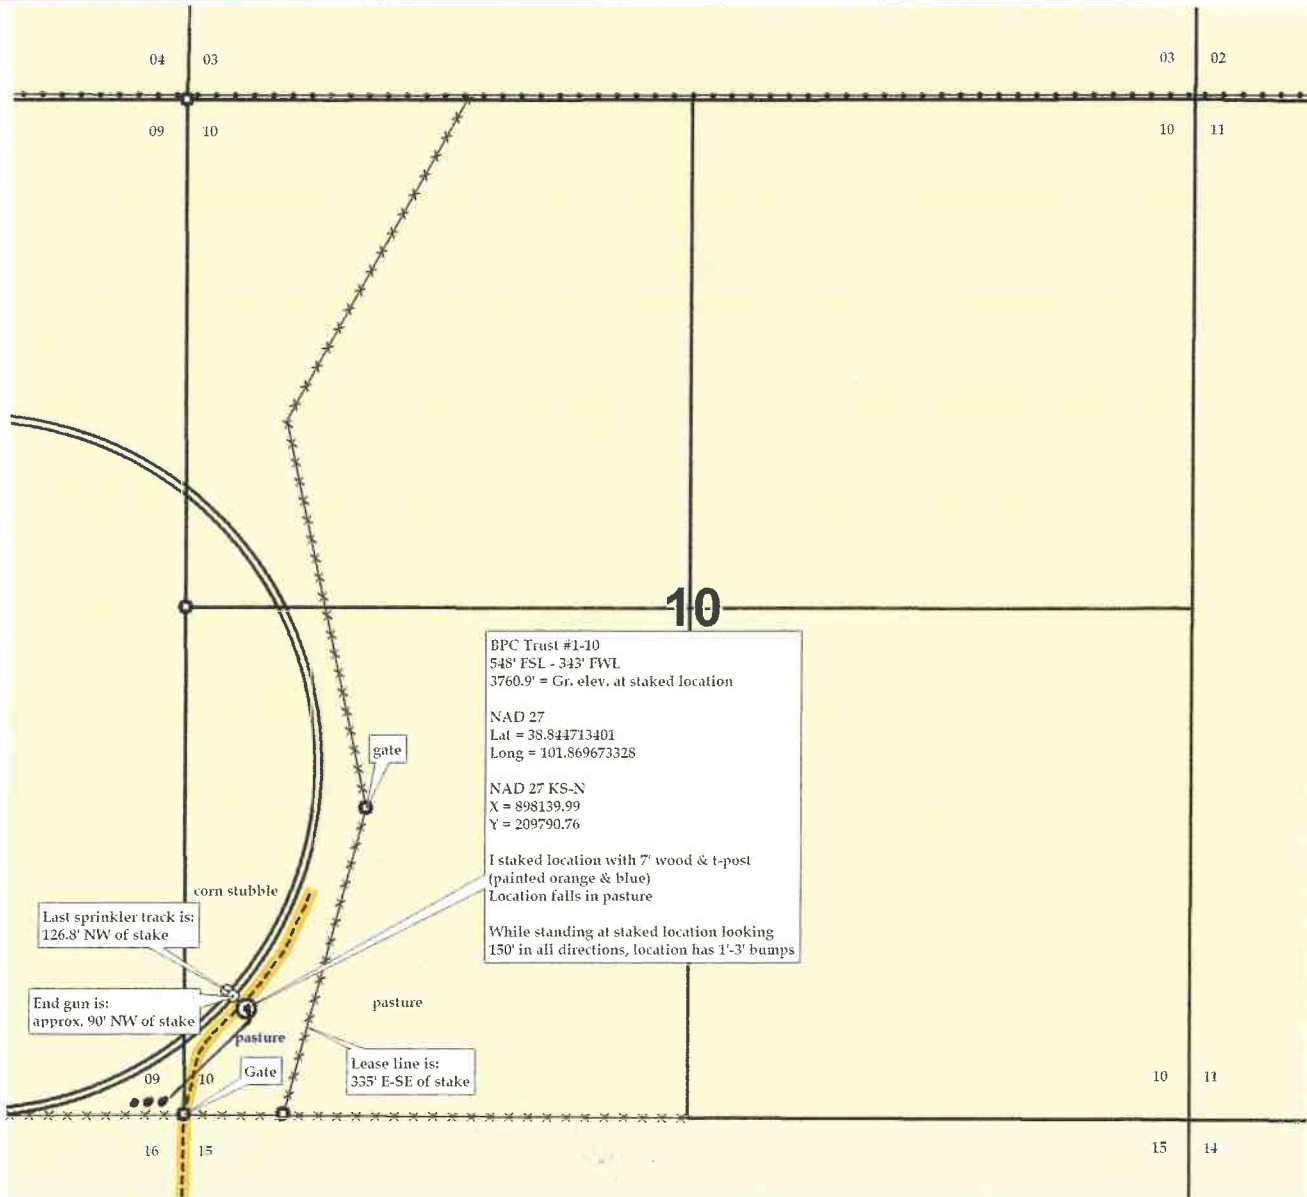 04 03
03 02
09 10
10 11
10
BPC Trust #1-10
548' FSL - 343' FWL
3760.9' = Gr. elev. at staked location
NAD 27
Lat = 38.844713401
Long = 101.869673328
NAD 27 KS-N
X = 898139.99
Y = 209790.76
I staked location with 7' wood & t-post
(painted orange & blue)
Location falls in pasture
While standing at staked location looking
150' in all directions, location has 1'-3' bumps
gate
corn stubble
Last sprinkler track is:
126.8' NW of stake
End gun is:
approx. 90' NW of stake
pasture
pasture
Lease line is:
335' E-SE of stake
Gate
09 10
10 11
16 15
15 14